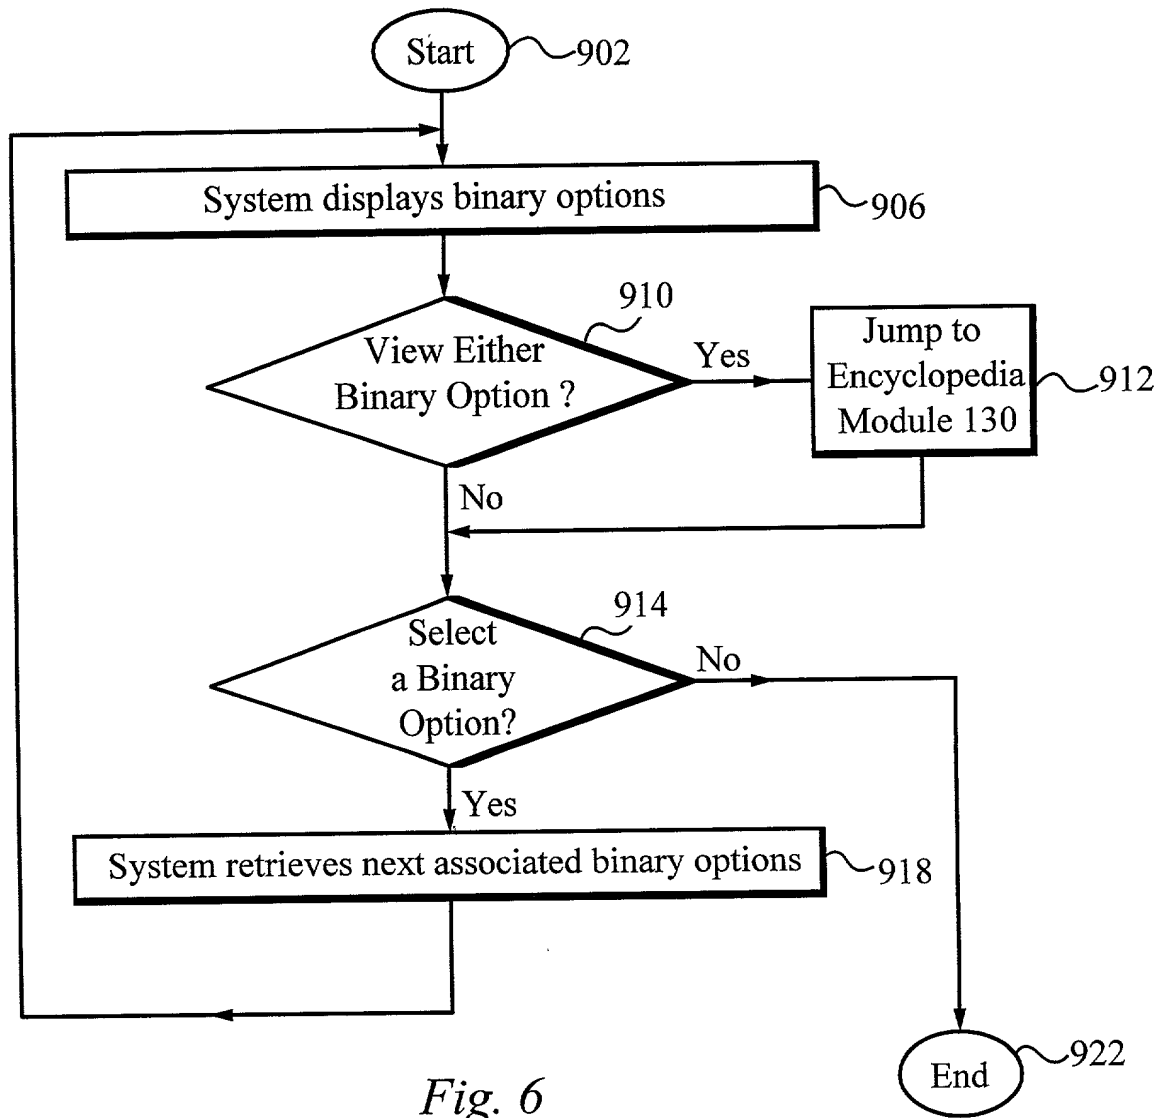 Start
902
System displays binary options
906
910
View Either
Binary Option ?
Yes
Jump to
Encyclopedia
Module 130
912
No
914
Select
a Binary
Option?
No
Yes
System retrieves next associated binary options
918
End
922
Fig. 6